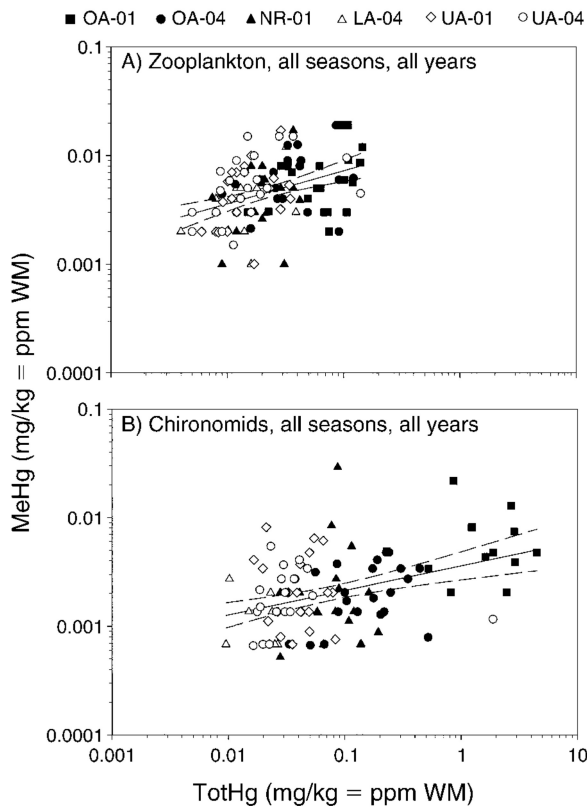 ■ OA-01 ● OA-04 ▲ NR-01 △ LA-04 ◇ UA-01 ○ UA-04
A) Zooplankton, all seasons, all years
0.1
0.01
0.001
0.0001
MeHg (mg/kg = ppm WM)
B) Chironomids, all seasons, all years
0.1
0.01
0.001
0.0001
0.001 0.01 0.1 1 10
TotHg (mg/kg = ppm WM)